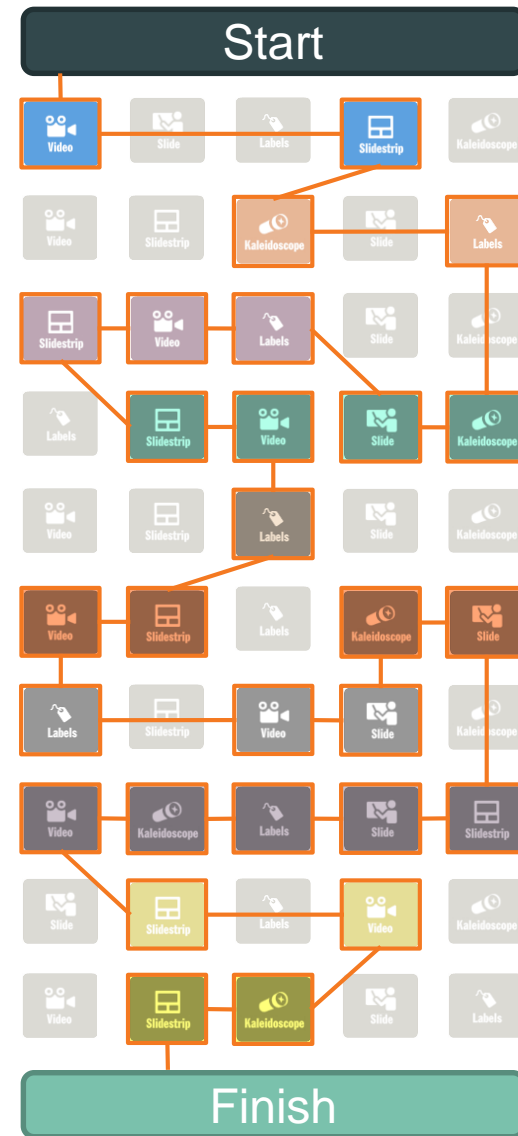 Start
Video Slide Labels Slidestrip Kaleidoscope
Video Slidestrip Kaleidoscope Slide Labels
Slidestrip Video Labels Slide Kaleidoscope
Labels Slidestrip Video Slide Kaleidoscope
Video Slidestrip Labels Slide Kaleidoscope
Video Slidestrip Labels Kaleidoscope Slide
Labels Slidestrip Video Slide Kaleidoscope
Video Kaleidoscope Labels Slide Slidestrip
Slide Slidestrip Labels Video Kaleidoscope
Video Slidestrip Kaleidoscope Slide Labels
Finish